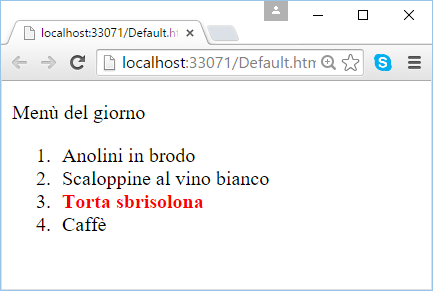 localhost:33071/Default.h
localhost:33071/Default.htm
Menù del giorno
1. Anolini in brodo
2. Scaloppine al vino bianco
3. Torta sbrisolona
4. Caffè